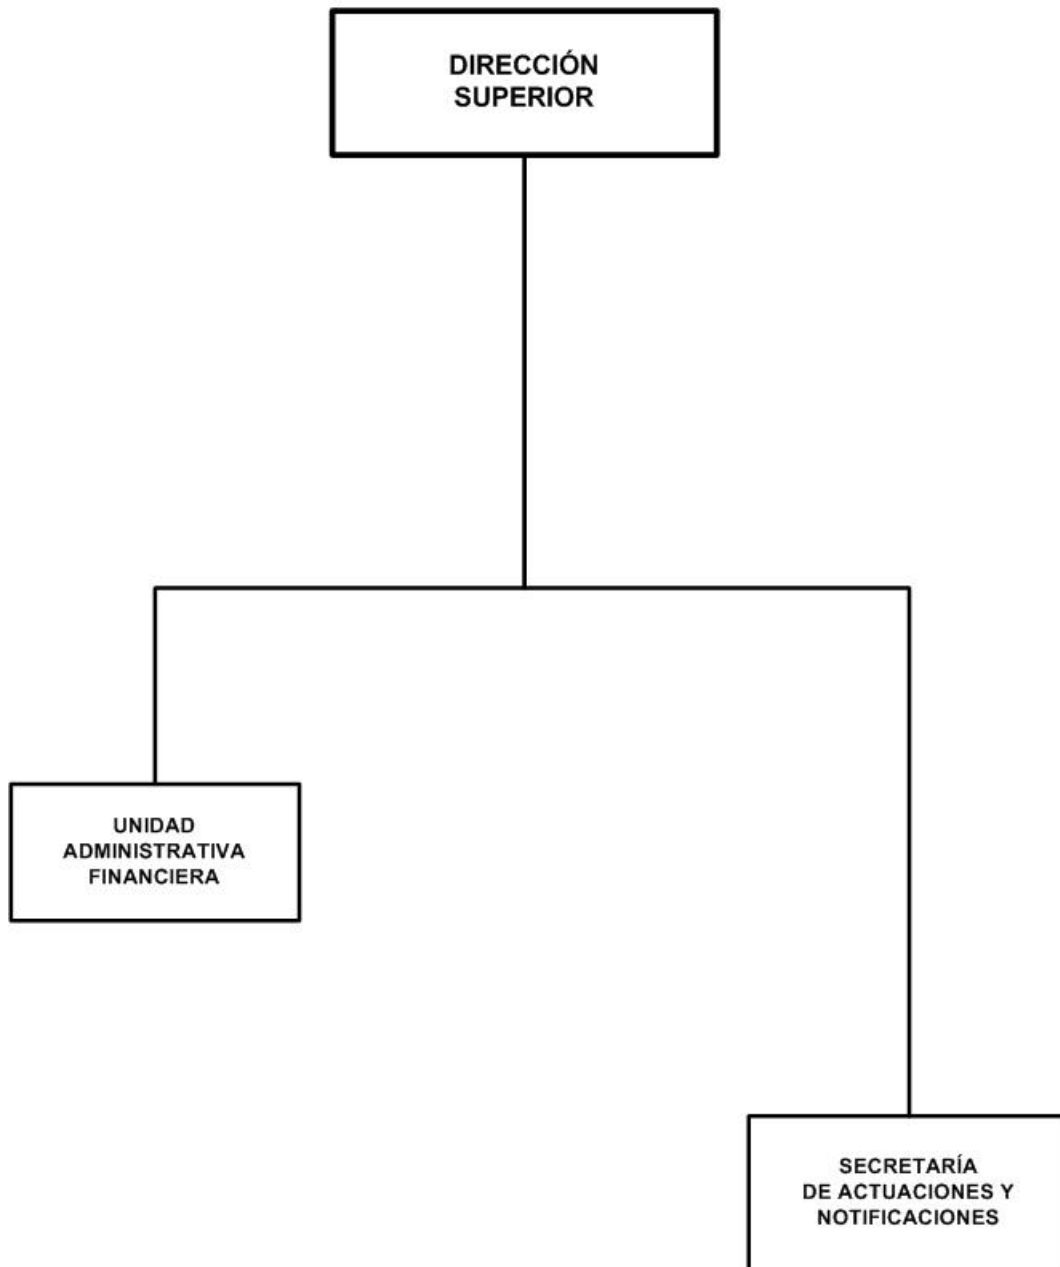 DIRECCIÓN
SUPERIOR
UNIDAD
ADMINISTRATIVA
FINANCIERA
SECRETARÍA
DE ACTUACIONES Y
NOTIFICACIONES